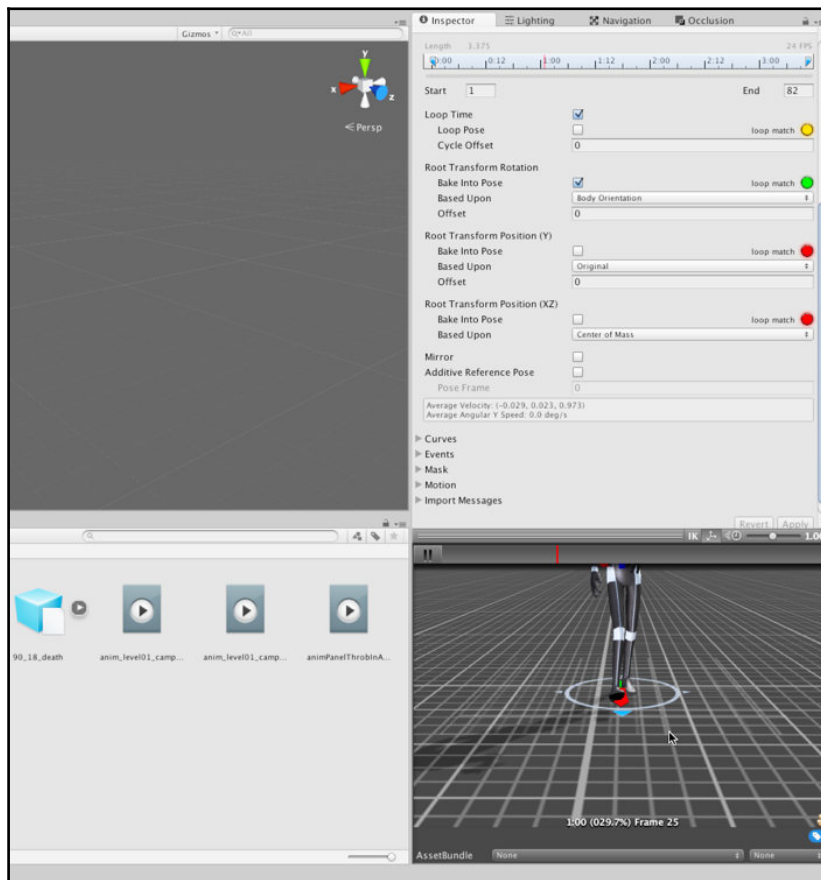 Inspector
Lighting
Navigation
Occlusion
Gizmos
All
Length 3.375
24 FPS
0:00 0:12 1:00 1:12 2:00 2:12 3:00
Start 1 End 82
Loop Time
Loop Pose loop match
Cycle Offset 0
Root Transform Rotation
Bake Into Pose loop match
Based Upon Body Orientation
Offset 0
Root Transform Position (Y)
Bake Into Pose loop match
Based Upon Original
Offset 0
Root Transform Position (XZ)
Bake Into Pose loop match
Based Upon Center of Mass
Mirror
Additive Reference Pose
Pose Frame 0
Average Velocity: (-0.029, 0.023, 0.973)
Average Angular Y Speed: 0.0 deg/s
Curves
Events
Mask
Motion
Import Messages
Revert Apply
y
x
z
Persp
IK 1.00
90_18_death
anim_level01_camp...
anim_level01_camp...
animPanelThrobInA...
1:00 (029.7%) Frame 25
AssetBundle None None